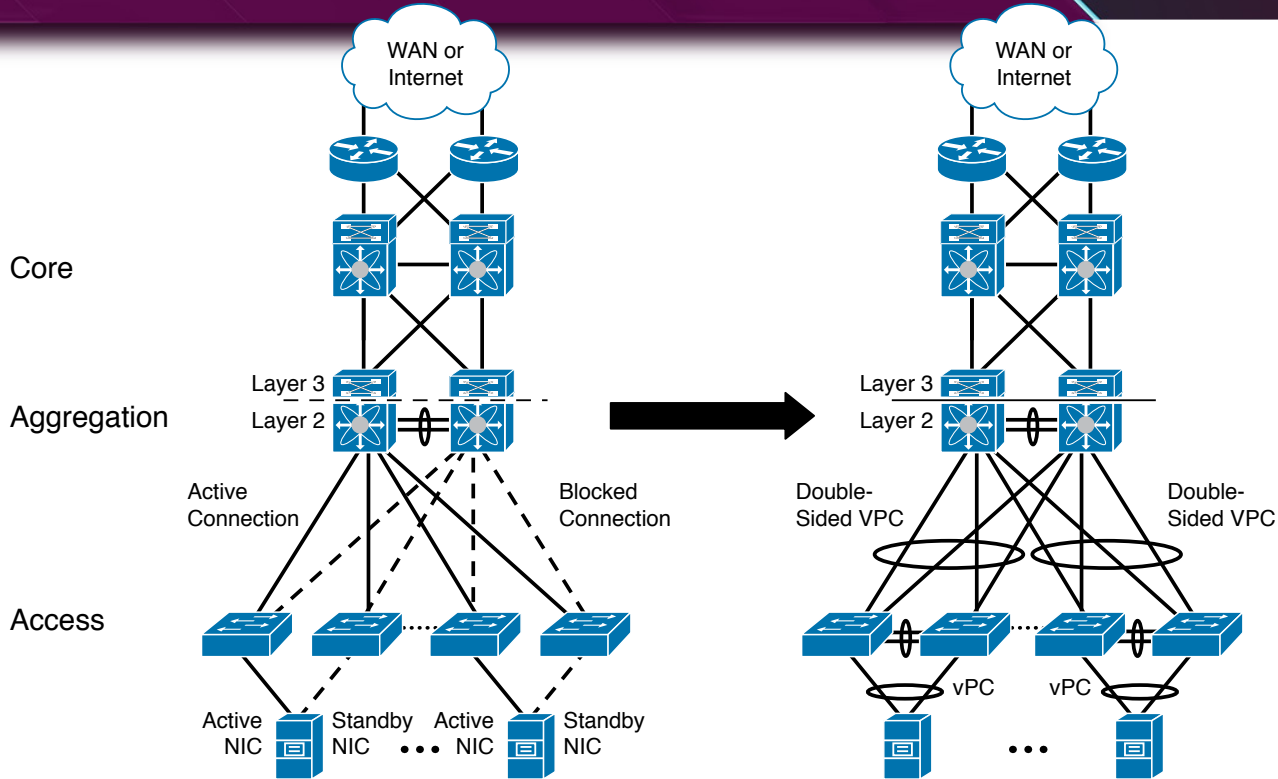 WAN or
Internet
WAN or
Internet
Core
Layer 3
Layer 3
Aggregation
Layer 2
Layer 2
Active
Connection
Blocked
Connection
Double-
Sided VPC
Double-
Sided VPC
Access
vPC
vPC
Active
NIC
Standby
NIC
Active
NIC
Standby
NIC